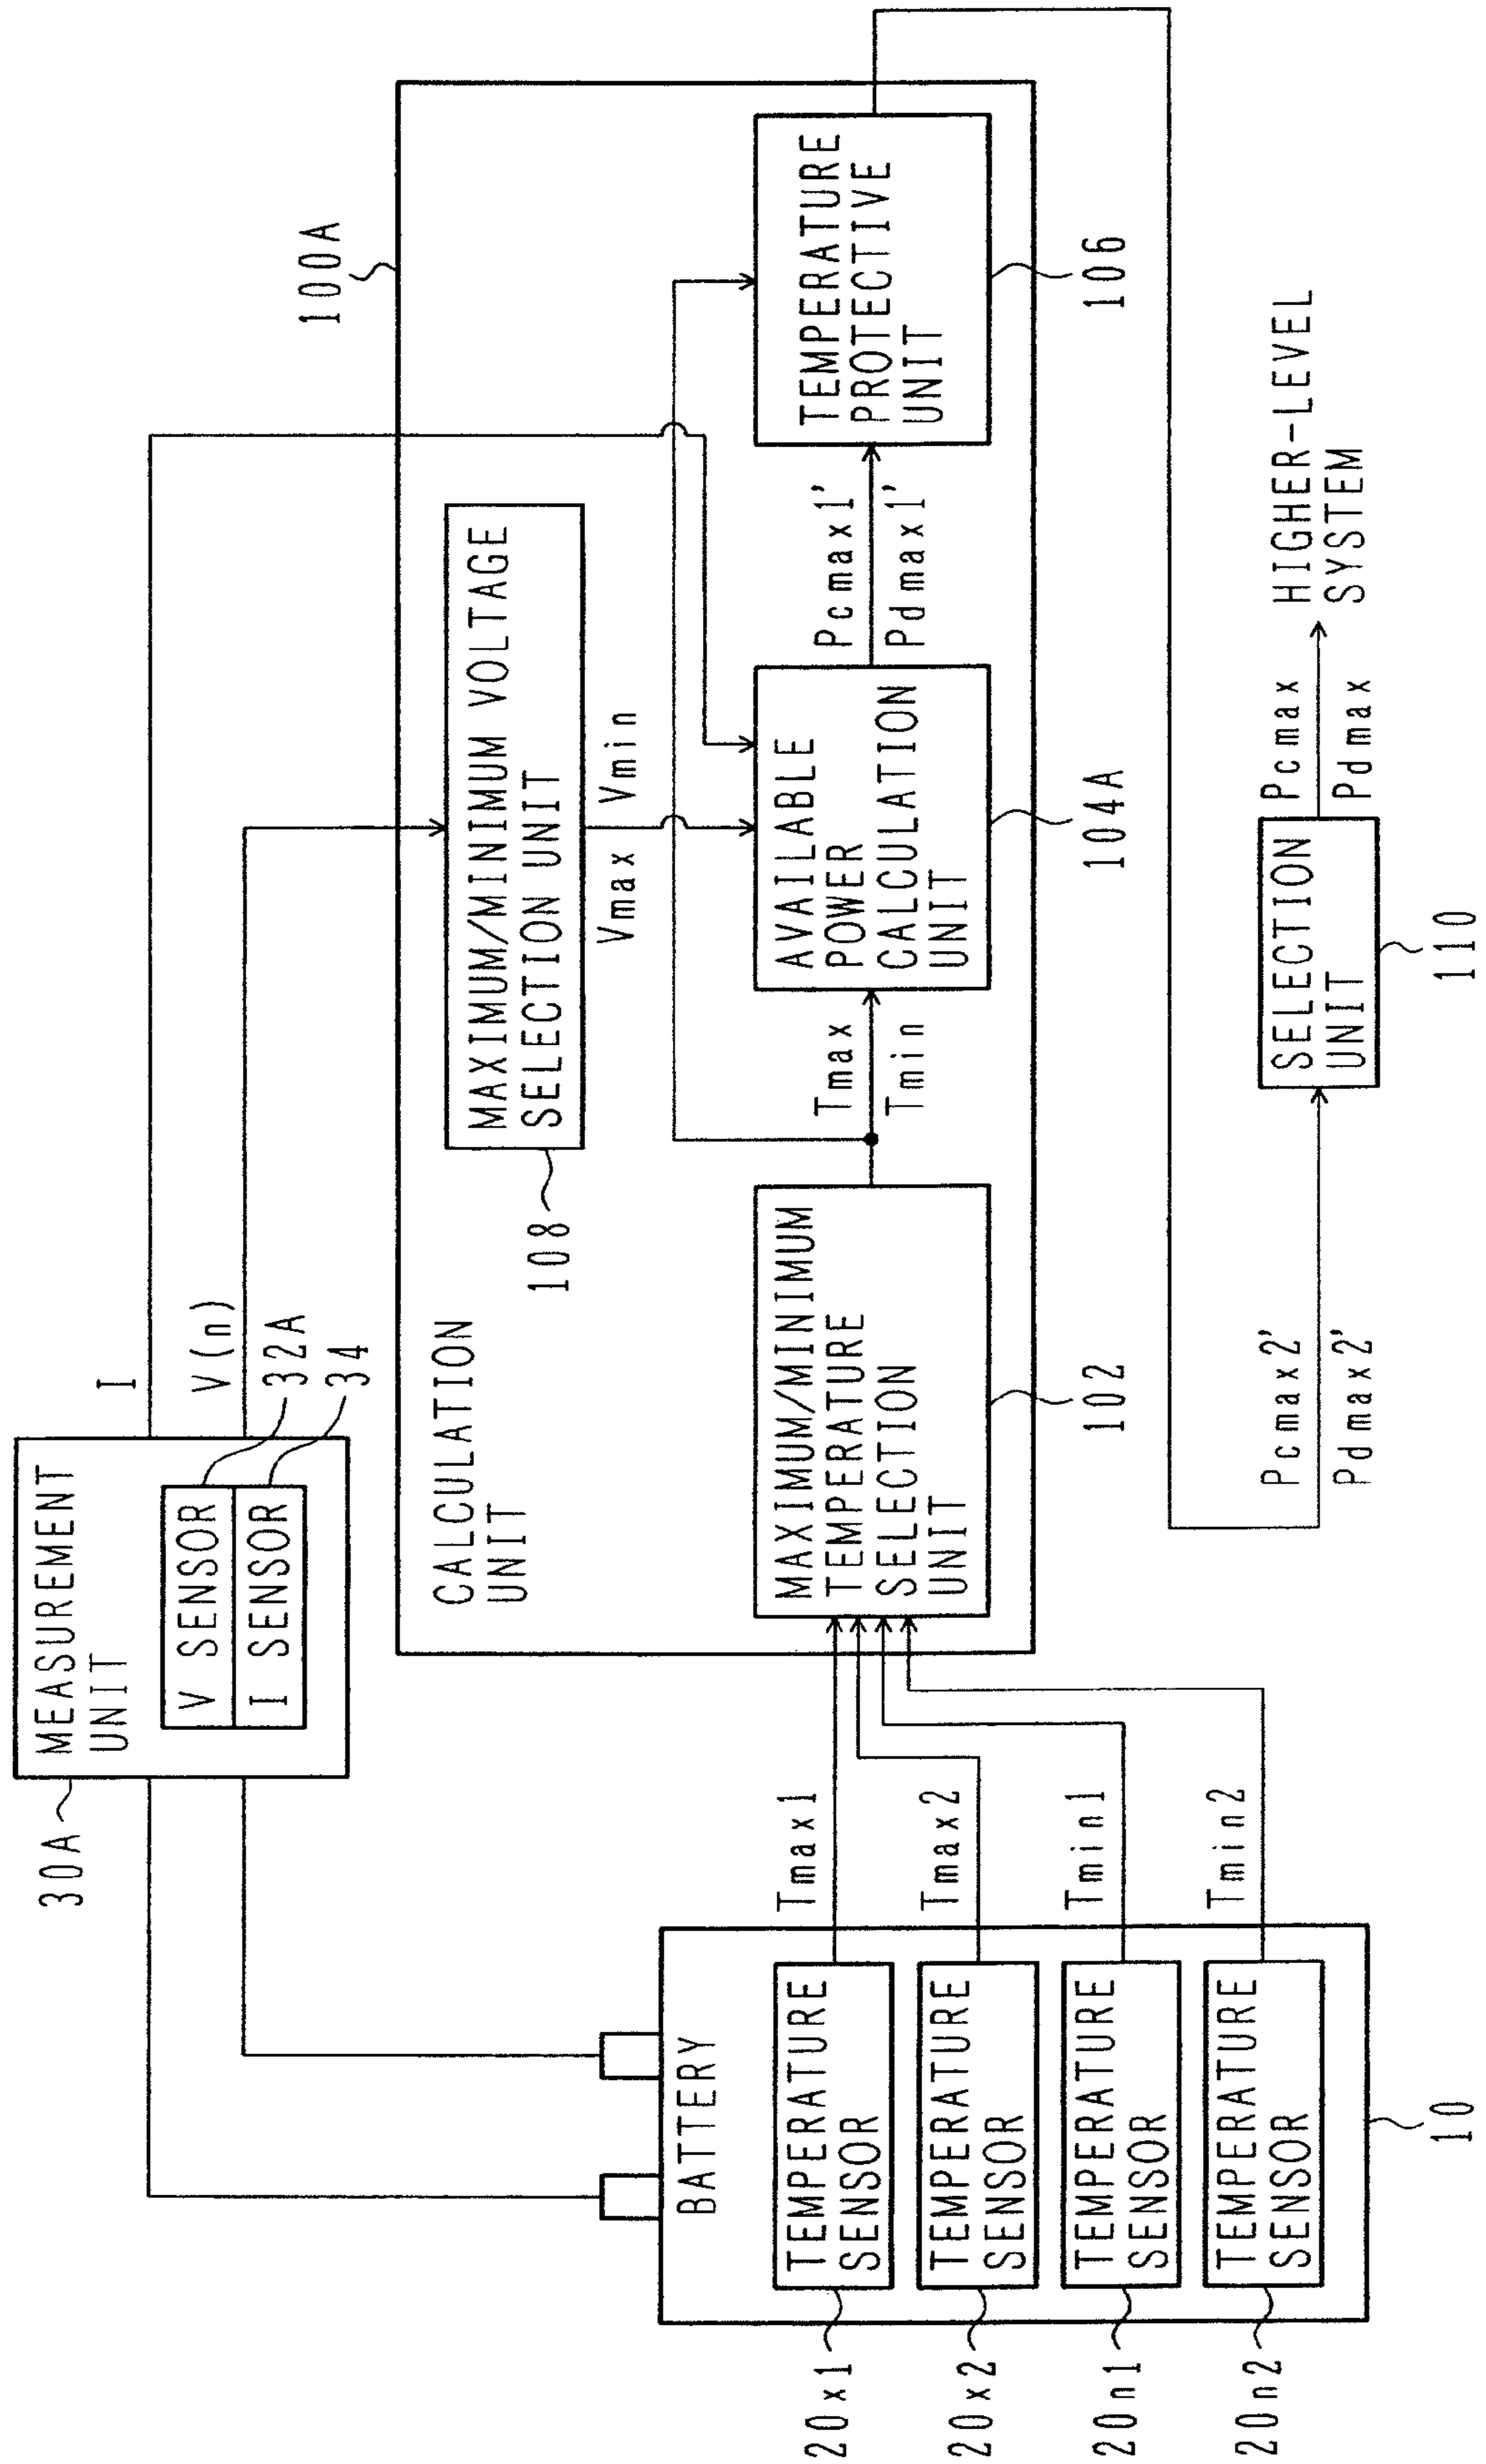 30A
MEASUREMENT
UNIT
V SENSOR
I SENSOR
I
V(n)
32A
34
100A
CALCULATION
UNIT
108
MAXIMUM/MINIMUM VOLTAGE
SELECTION UNIT
Vmax Vmin
BATTERY
TEMPERATURE
SENSOR
TEMPERATURE
SENSOR
TEMPERATURE
SENSOR
TEMPERATURE
SENSOR
20x1
20x2
20n1
20n2
10
Tmax1
Tmax2
Tmin1
Tmin2
MAXIMUM/MINIMUM
TEMPERATURE
SELECTION
UNIT
102
Tmax
Tmin
AVAILABLE
POWER
CALCULATION
UNIT
104A
Pcmax1'
Pdmax1'
TEMPERATURE
PROTECTIVE
UNIT
106
Pcmax2'
Pdmax2'
SELECTION
UNIT
110
Pcmax
Pdmax
HIGHER-LEVEL
SYSTEM